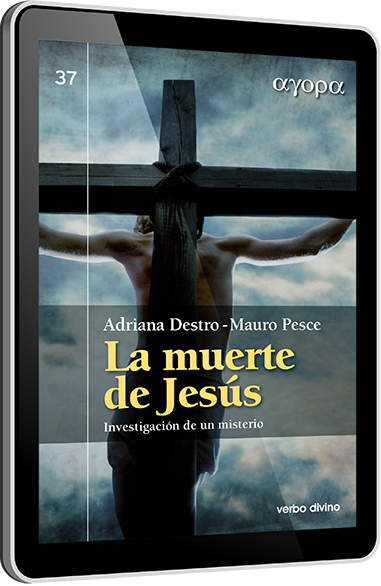 37
αγορα
Adriana Destro - Mauro Pesce
La muerte
de Jesús
Investigación de un misterio
verbo divino